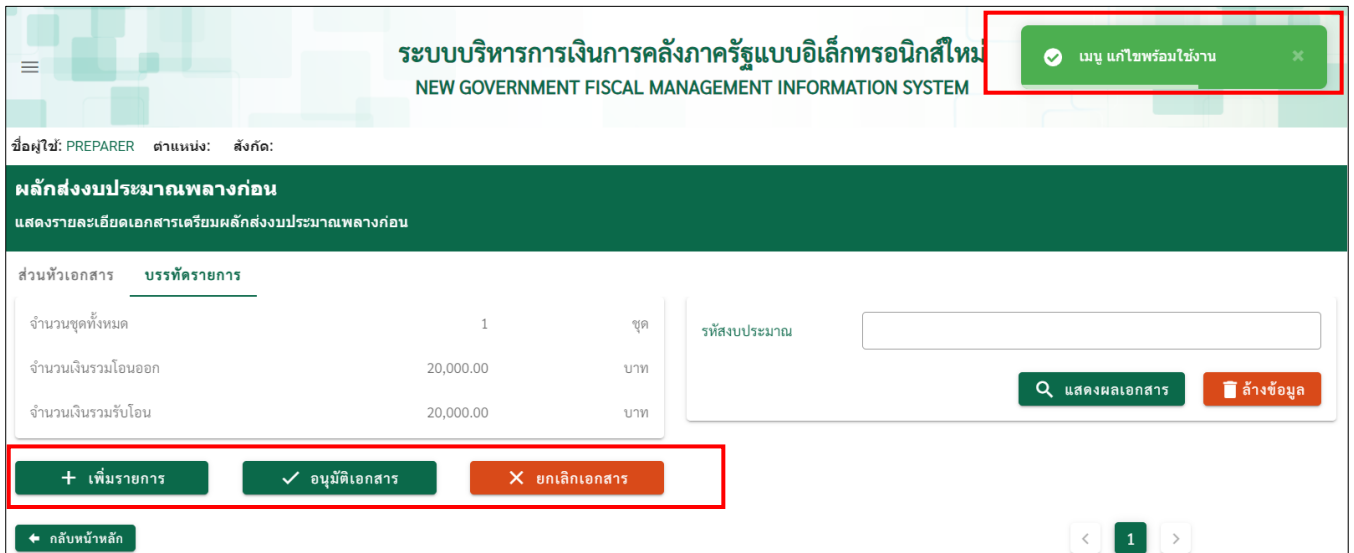 ระบบบริหารการเงินการคลังภาครัฐแบบอิเล็กทรอนิกส์ใหม่
NEW GOVERNMENT FISCAL MANAGEMENT INFORMATION SYSTEM
เมนู แก้ไขพร้อมใช้งาน
ชื่อผู้ใช้: PREPARER ตำแหน่ง: สังกัด:
ผลักส่งงบประมาณพลางก่อน
แสดงรายละเอียดเอกสารเตรียมผลักส่งงบประมาณพลางก่อน
ส่วนหัวเอกสาร บรรทัดรายการ
จำนวนชุดทั้งหมด 1 ชุด
จำนวนเงินรวมโอนออก 20,000.00 บาท
จำนวนเงินรวมรับโอน 20,000.00 บาท
รหัสงบประมาณ
แสดงผลเอกสาร ล้างข้อมูล
เพิ่มรายการ อนุมัติเอกสาร ยกเลิกเอกสาร
กลับหน้าหลัก
< 1 >